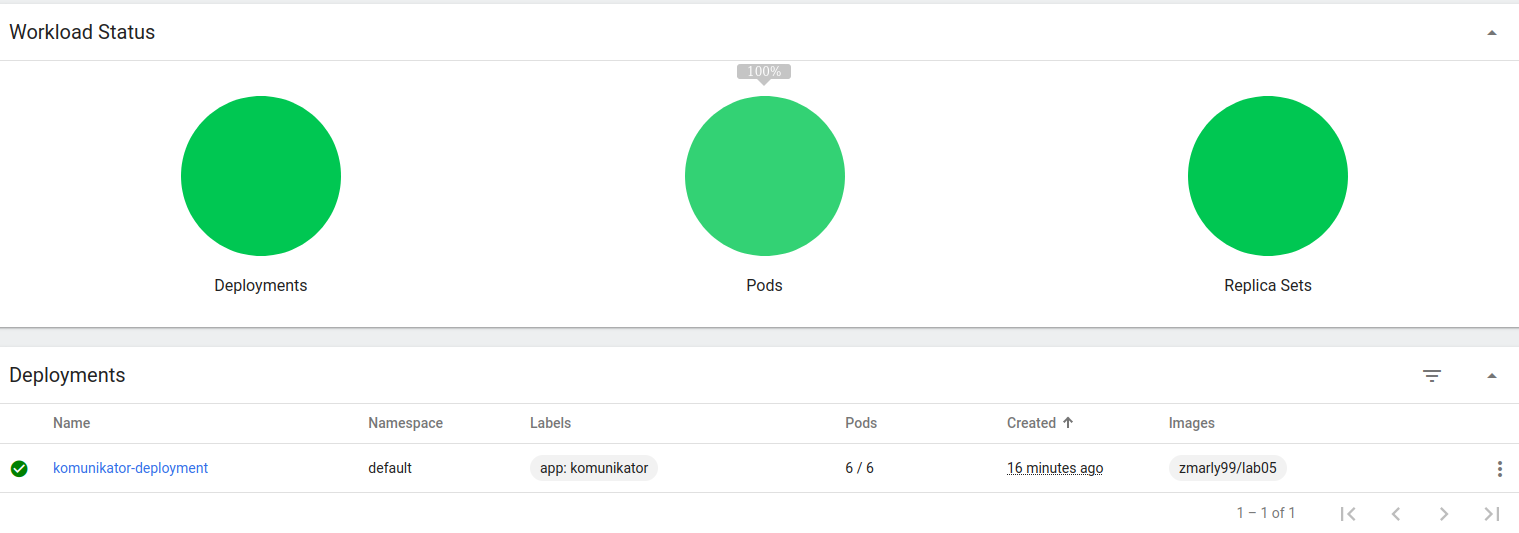 Workload Status
100%
Deployments Pods Replica Sets
Deployments
Name Namespace Labels Pods Created Images
komunikator-deployment default app: komunikator 6 / 6 16 minutes ago zmarly99/lab05
1 – 1 of 1